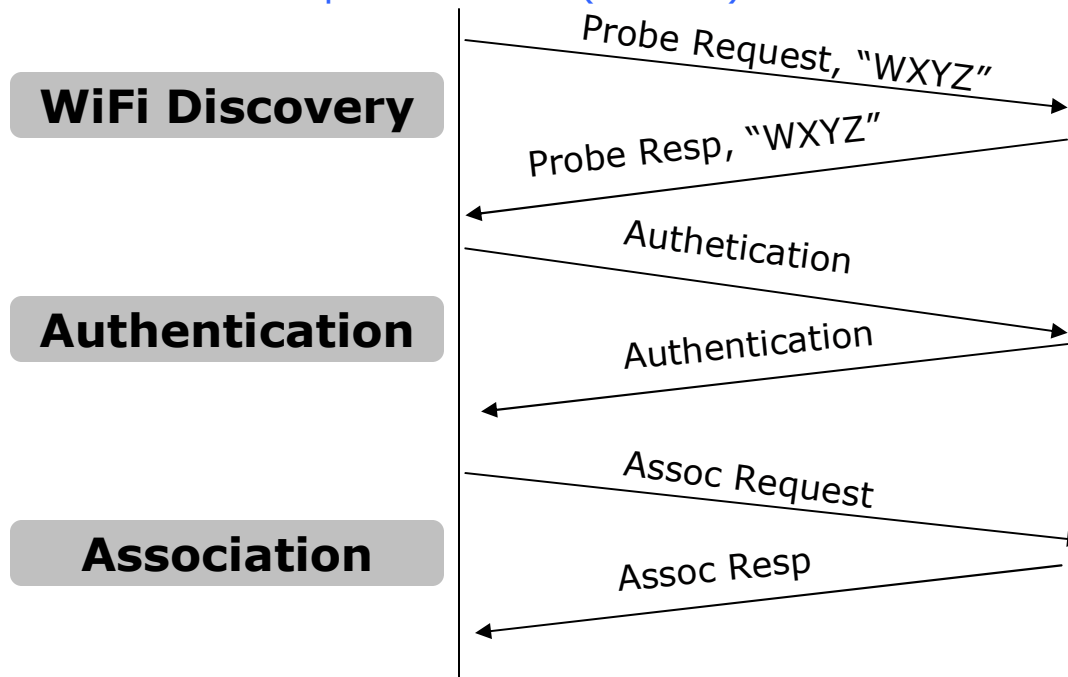 Probe Request, “WXYZ”
WiFi Discovery
Probe Resp, “WXYZ”
Authetication
Authentication
Authentication
Assoc Request
Association
Assoc Resp